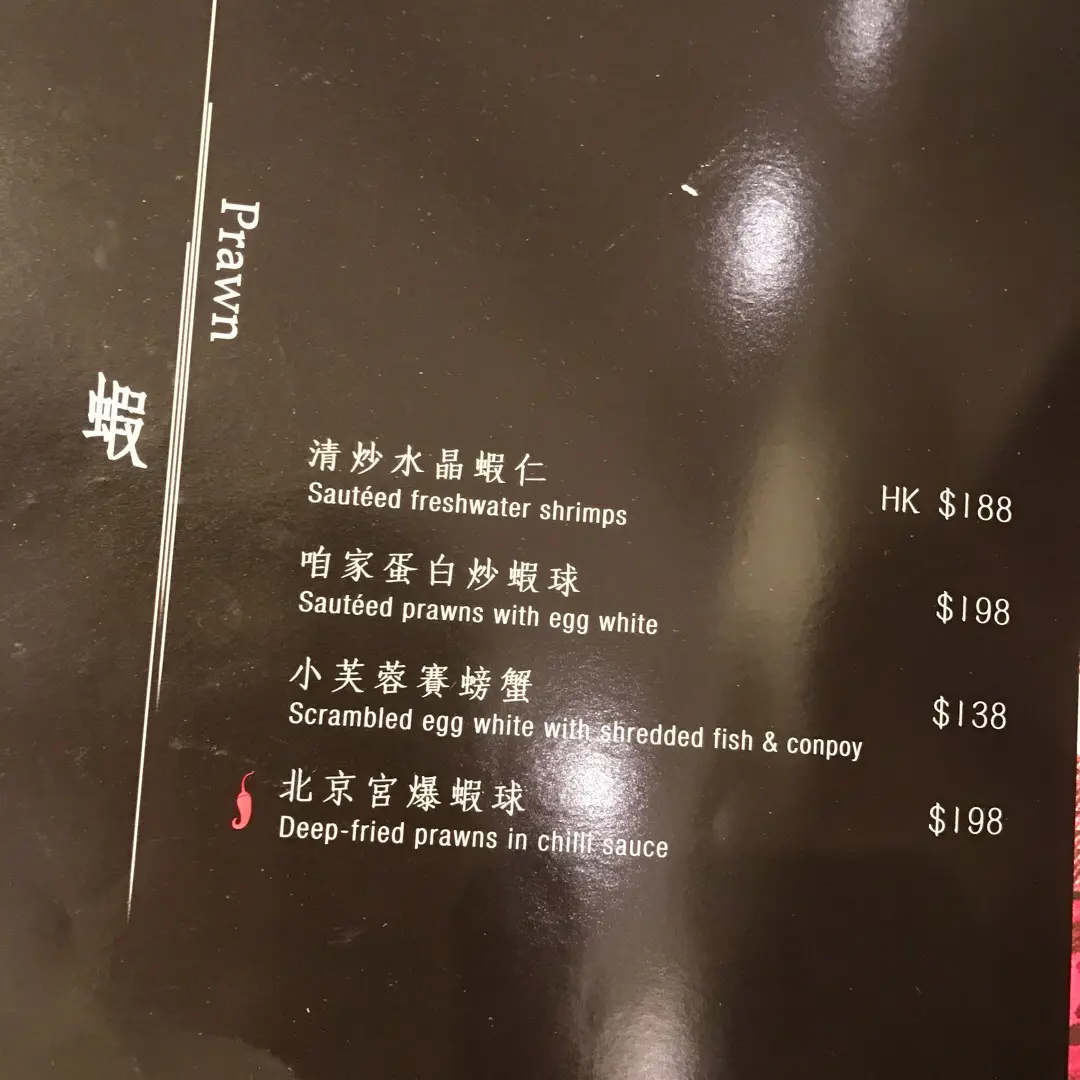 Prawn
蝦
清炒水晶蝦仁
Sautéed freshwater shrimps
HK $188
咱家蛋白炒蝦球
Sautéed prawns with egg white
$198
小芙蓉賽螃蟹
Scrambled egg white with shredded fish & conpoy
$138
北京宮爆蝦球
Deep-fried prawns in chilli sauce
$198